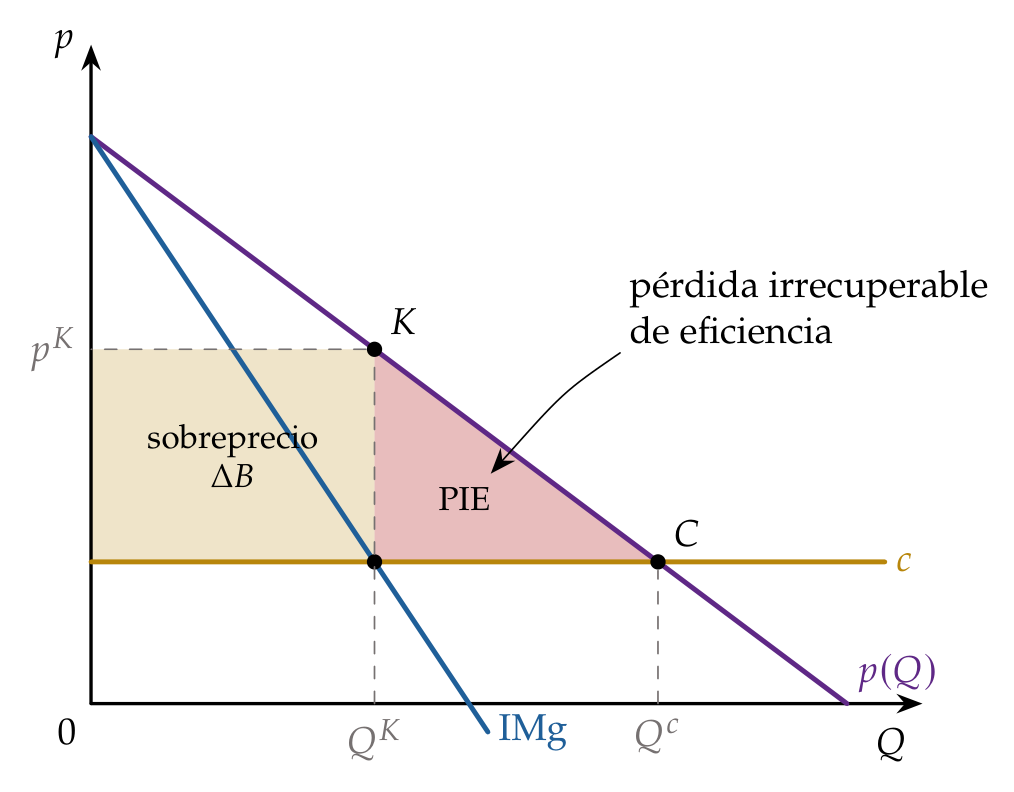 p
pérdida irrecuperable
de eficiencia
K
p^K
sobreprecio
ΔB
PIE
C
c
p(Q)
0
Q^K
IMg
Q^c
Q